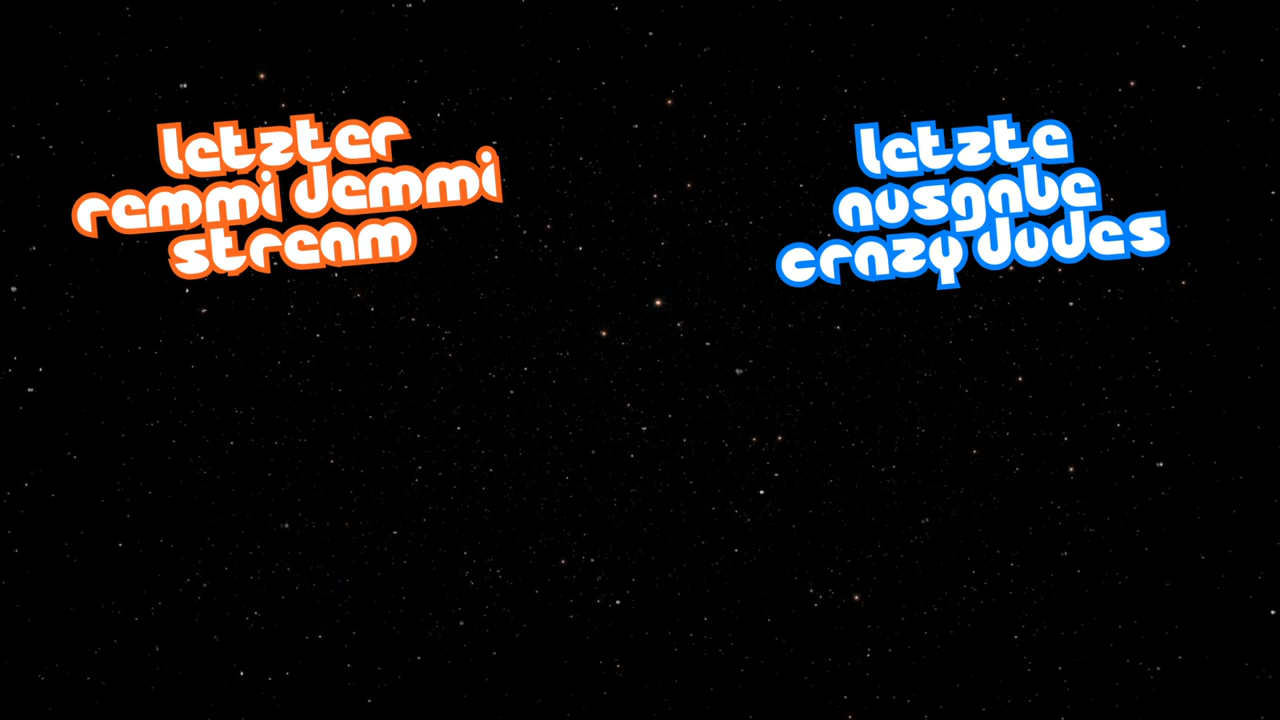 letzter
remmi demmi
stream
letzte
ausgabe
crazy dudes